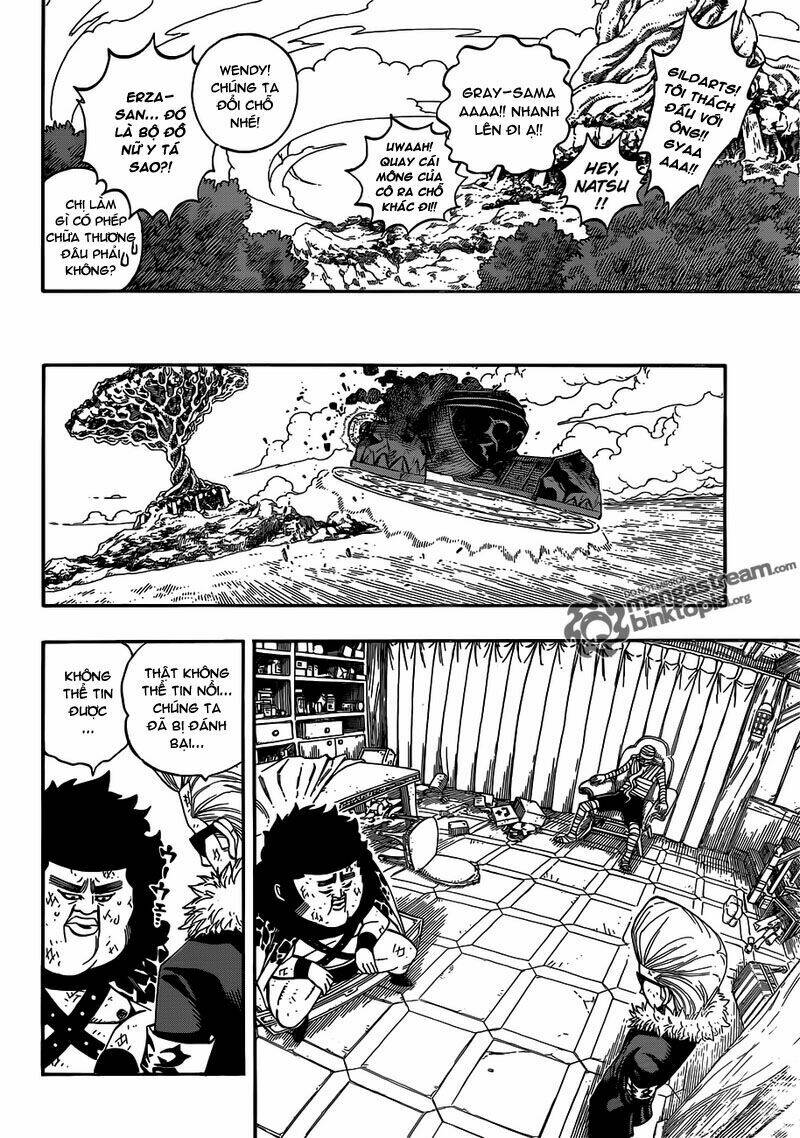 GILDARTS!
TỚI THÁCH
ĐẤU VỚI
ÔNG!!
GYAA
AAA!!
HEY,
NATSU
!!
GRAY-SAMA
AAAA!! NHANH
LÊN ĐI Ạ!!
UWAAH!
QUAY CÁI
MÔNG CỦA
CÔ RA CHỖ
KHÁC ĐI!!
WENDY!
CHÚNG TA
ĐỔI CHỖ
NHÉ!
ERZA-
SAN... ĐÓ
LÀ BỘ ĐỒ
NỮ Y TÁ
SAO?!
CHỊ LÀM
GÌ CÓ PHÉP
CHỮA THƯƠNG
ĐÂU PHẢI
KHÔNG?
mangastream.com
binktopia.org
THẬT KHÔNG
THỂ TIN NỔI...
CHÚNG TA
ĐÃ BỊ ĐÁNH
BẠI...
KHÔNG
THỂ TIN
ĐƯỢC
...